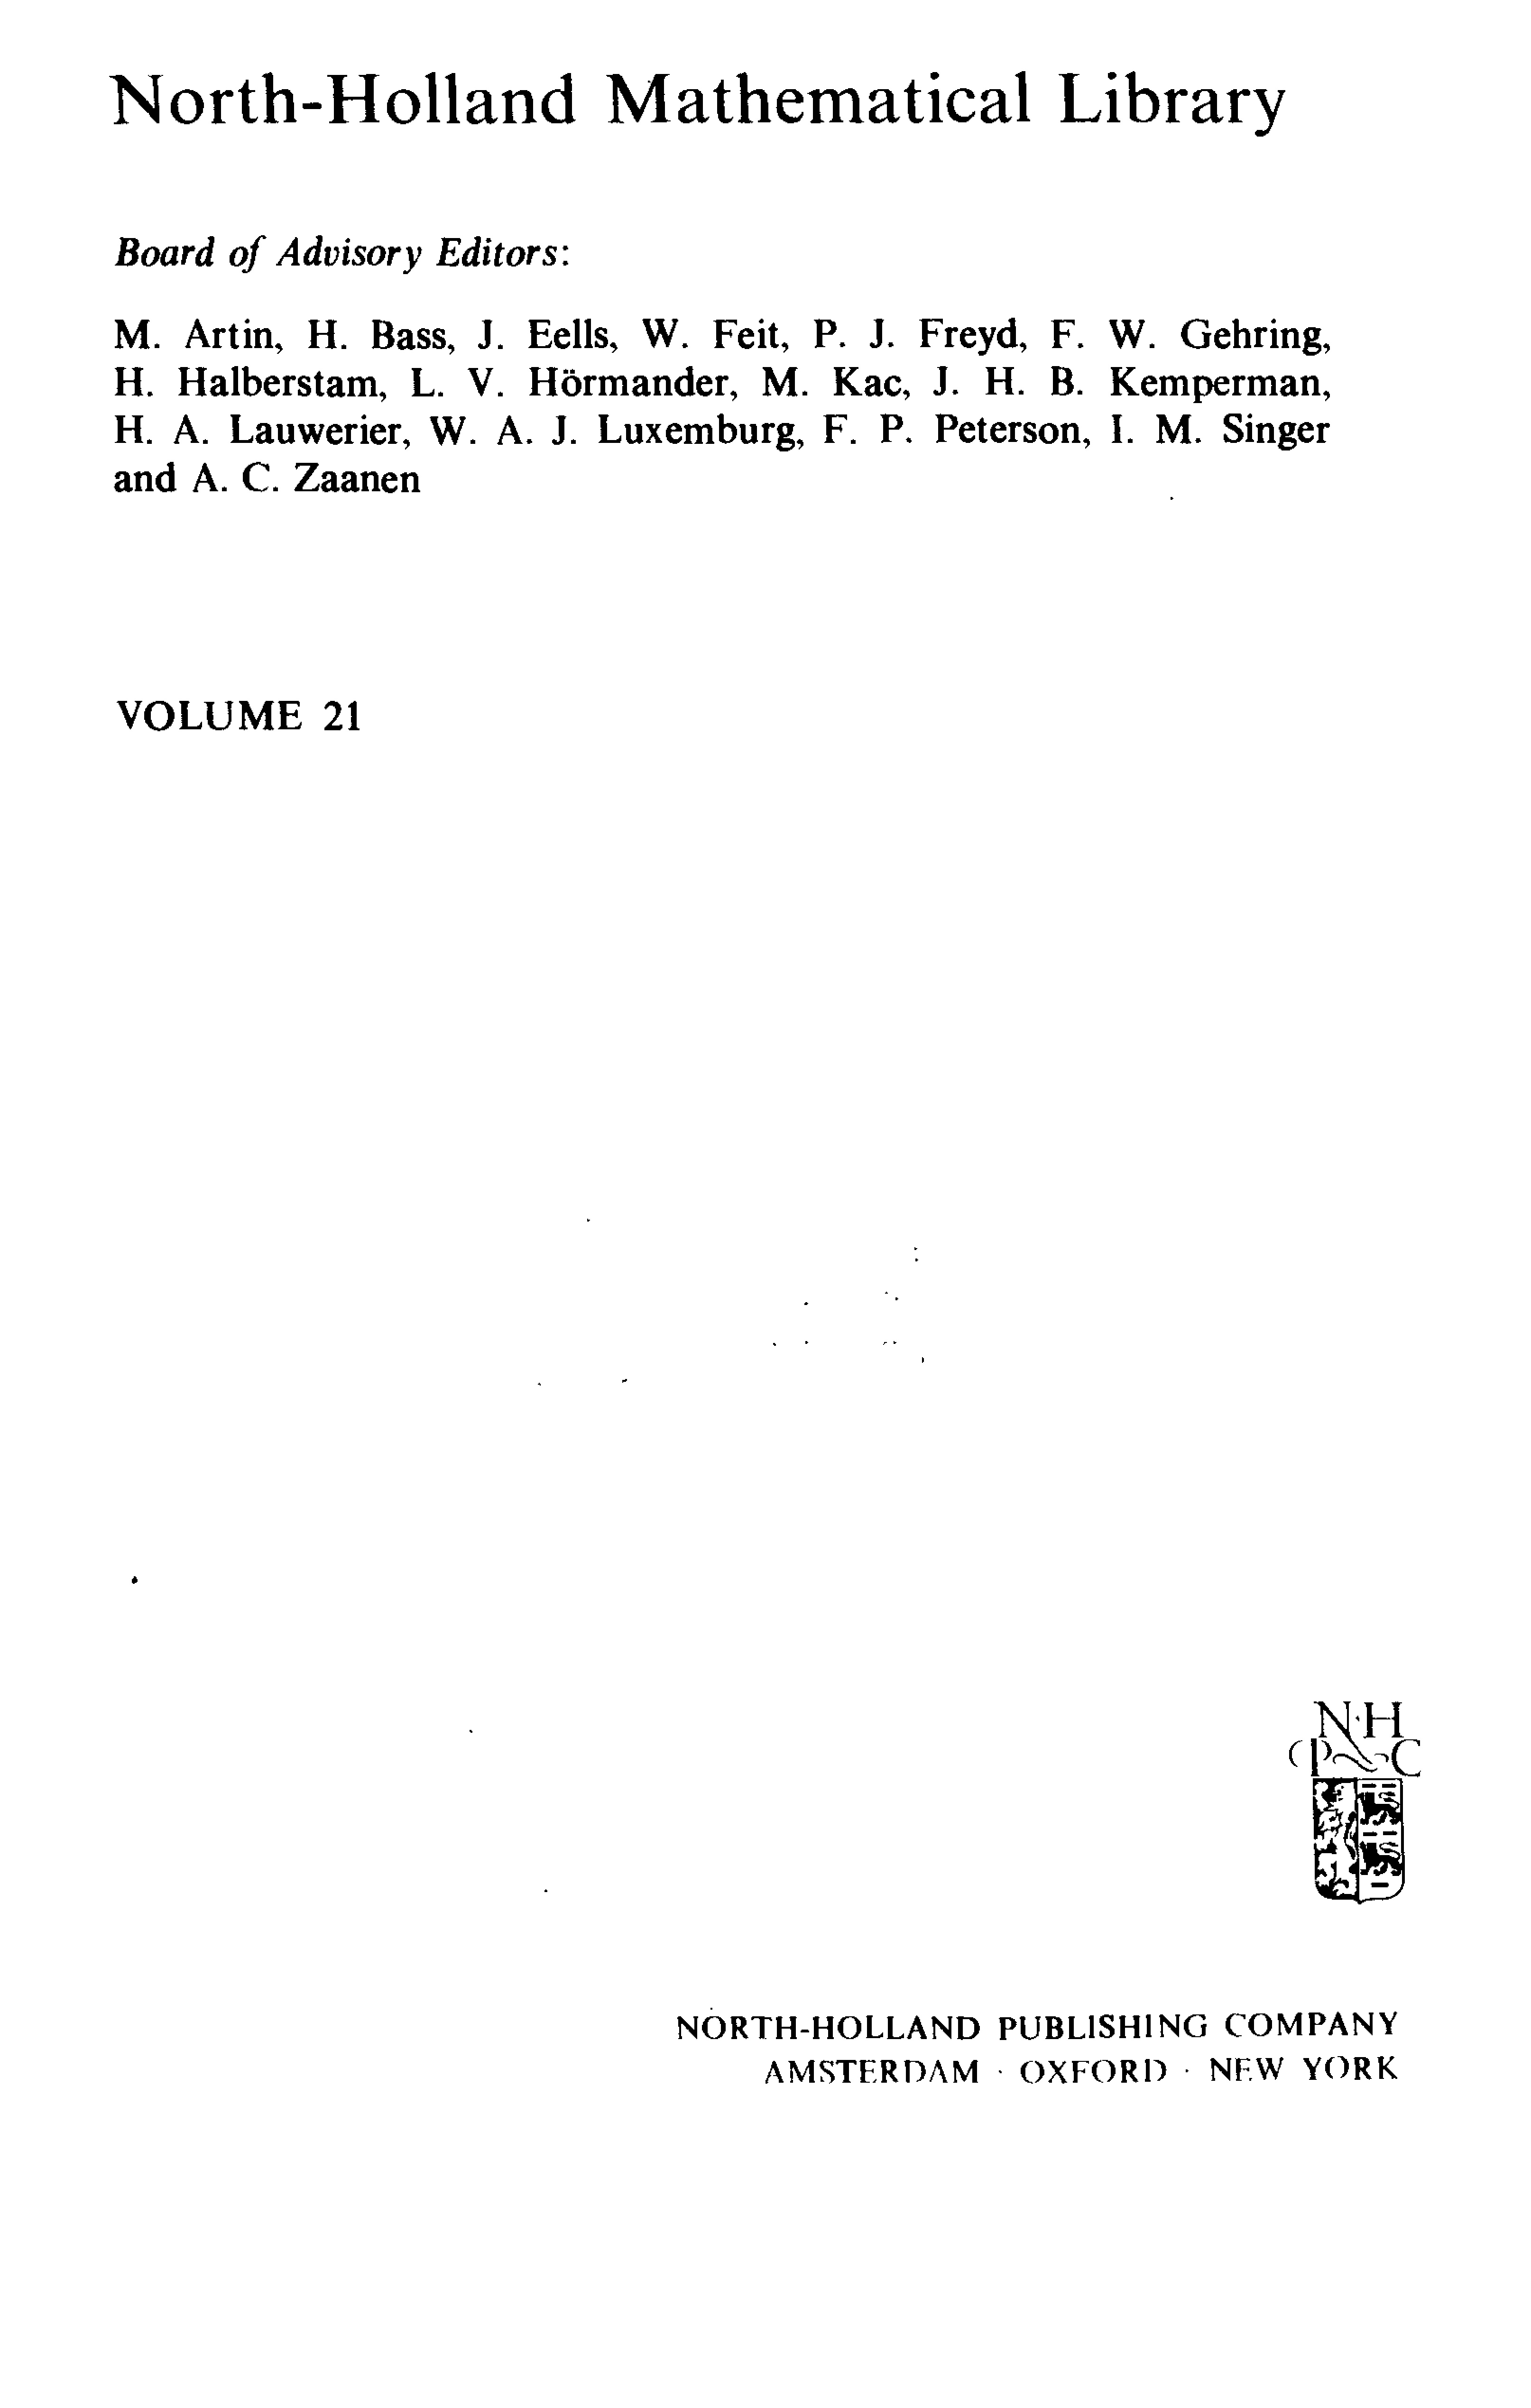 North-Holland Mathematical Library
Board of Advisory Editors:
M. Artin, H. Bass, J. Eells, W. Feit, P. J. Freyd, F. W. Gehring,
H. Halberstam, L. V. Hörmander, M. Kac, J. H. B. Kemperman,
H. A. Lauwerier, W. A. J. Luxemburg, F. P. Peterson, I. M. Singer
and A. C. Zaanen
VOLUME 21
N·H
P C
NORTH-HOLLAND PUBLISHING COMPANY
AMSTERDAM · OXFORD · NEW YORK